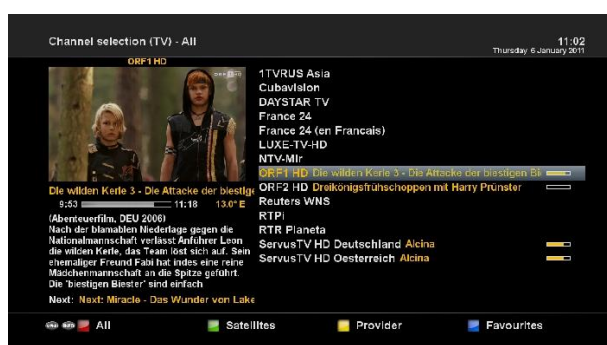 Channel selection (TV) - All
11:02
Thursday 6 January 2011
ORF1 HD
Die wilden Kerle 3 - Die Attacke der biestige
9:53
11:18
13.0° E
(Abenteuerfilm, DEU 2006)
Nach der blamablen Niederlage gegen die
Nationalmannschaft verlässt Anführer Leon
die wilden Kerle, das Team löst sich auf. Sein
ehemaliger Freund Fabi hat indes eine reine
Mädchenmannschaft an die Spitze geführt.
Die 'biestigen Biester' sind einfach
Next: Next: Miracle - Das Wunder von Lake
1TVRUS Asia
Cubavision
DAYSTAR TV
France 24
France 24 (en Francais)
LUXE-TV-HD
NTV-Mir
ORF1 HD Die wilden Kerle 3 - Die Attacke der biestigen Bi
ORF2 HD Dreikönigsfrühschoppen mit Harry Prünster
Reuters WNS
RTPi
RTR Planeta
ServusTV HD Deutschland Alcina
ServusTV HD Oesterreich Alcina
All
Satellites
Provider
Favourites